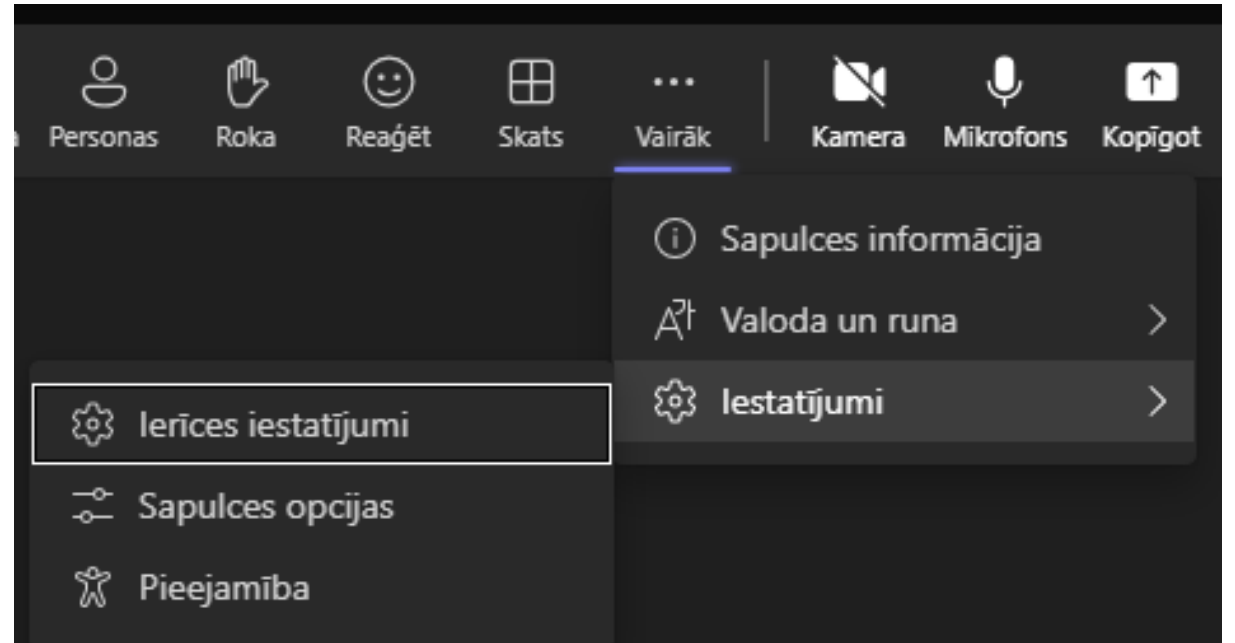 Personas
Roka
Reaģēt
Skats
Vairāk
Kamera
Mikrofons
Kopīgot
Sapulces informācija
Valoda un runa
Iestatījumi
Ierīces iestatījumi
Sapulces opcijas
Pieejamība